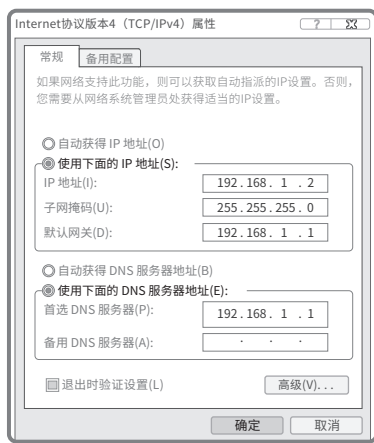 Internet协议版本4（TCP/IPv4）属性
常规 备用配置
如果网络支持此功能，则可以获取自动指派的IP设置。否则，
您需要从网络系统管理员处获得适当的IP设置。
自动获得 IP 地址(O)
使用下面的 IP 地址(S):
IP 地址(I): 192.168. 1 . 2
子网掩码(U): 255.255.255. 0
默认网关(D): 192.168. 1 . 1
自动获得 DNS 服务器地址(B)
使用下面的 DNS 服务器地址(E):
首选 DNS 服务器(P): 192.168. 1 . 1
备用 DNS 服务器(A): . . .
退出时验证设置(L) 高级(V)...
确定 取消